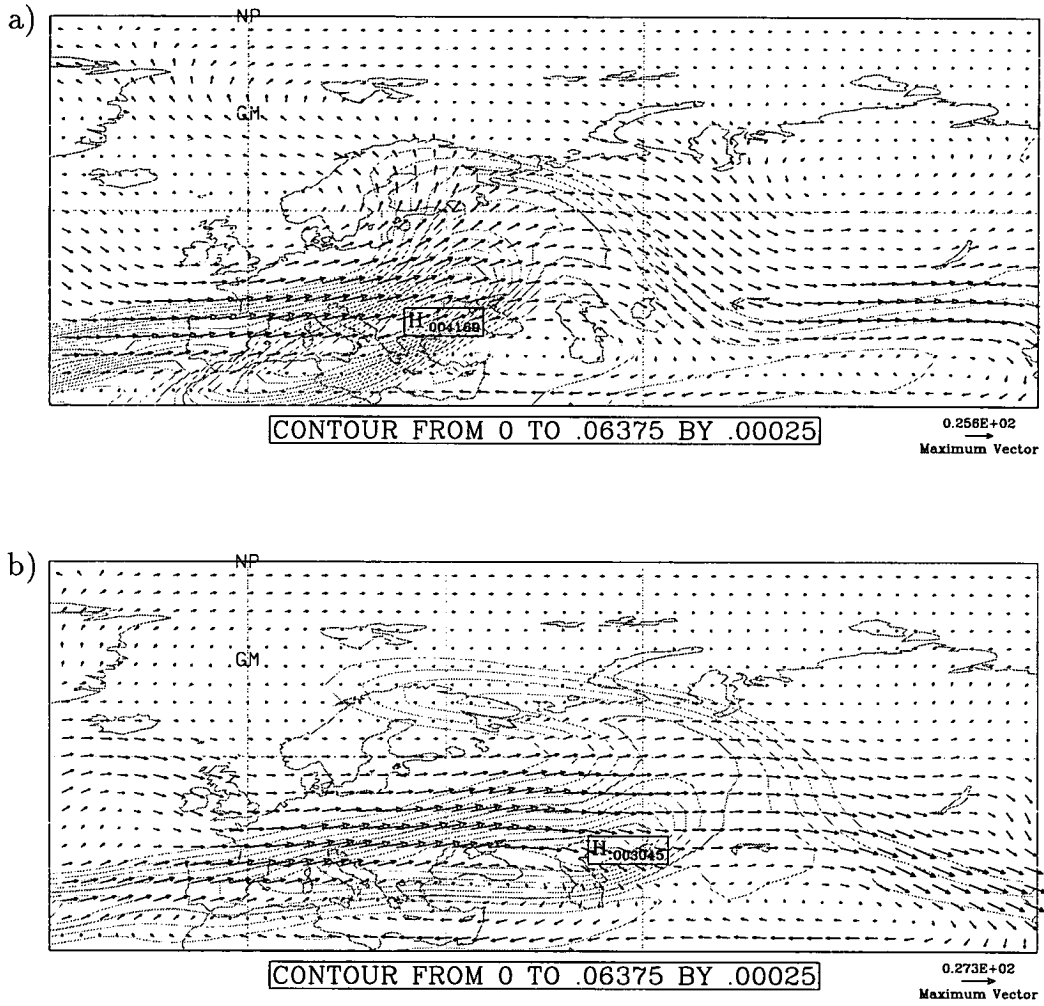 a)
NP
GM
H .004169
CONTOUR FROM 0 TO .06375 BY .00025
0.256E+02
Maximum Vector
b)
NP
GM
H .003045
CONTOUR FROM 0 TO .06375 BY .00025
0.273E+02
Maximum Vector